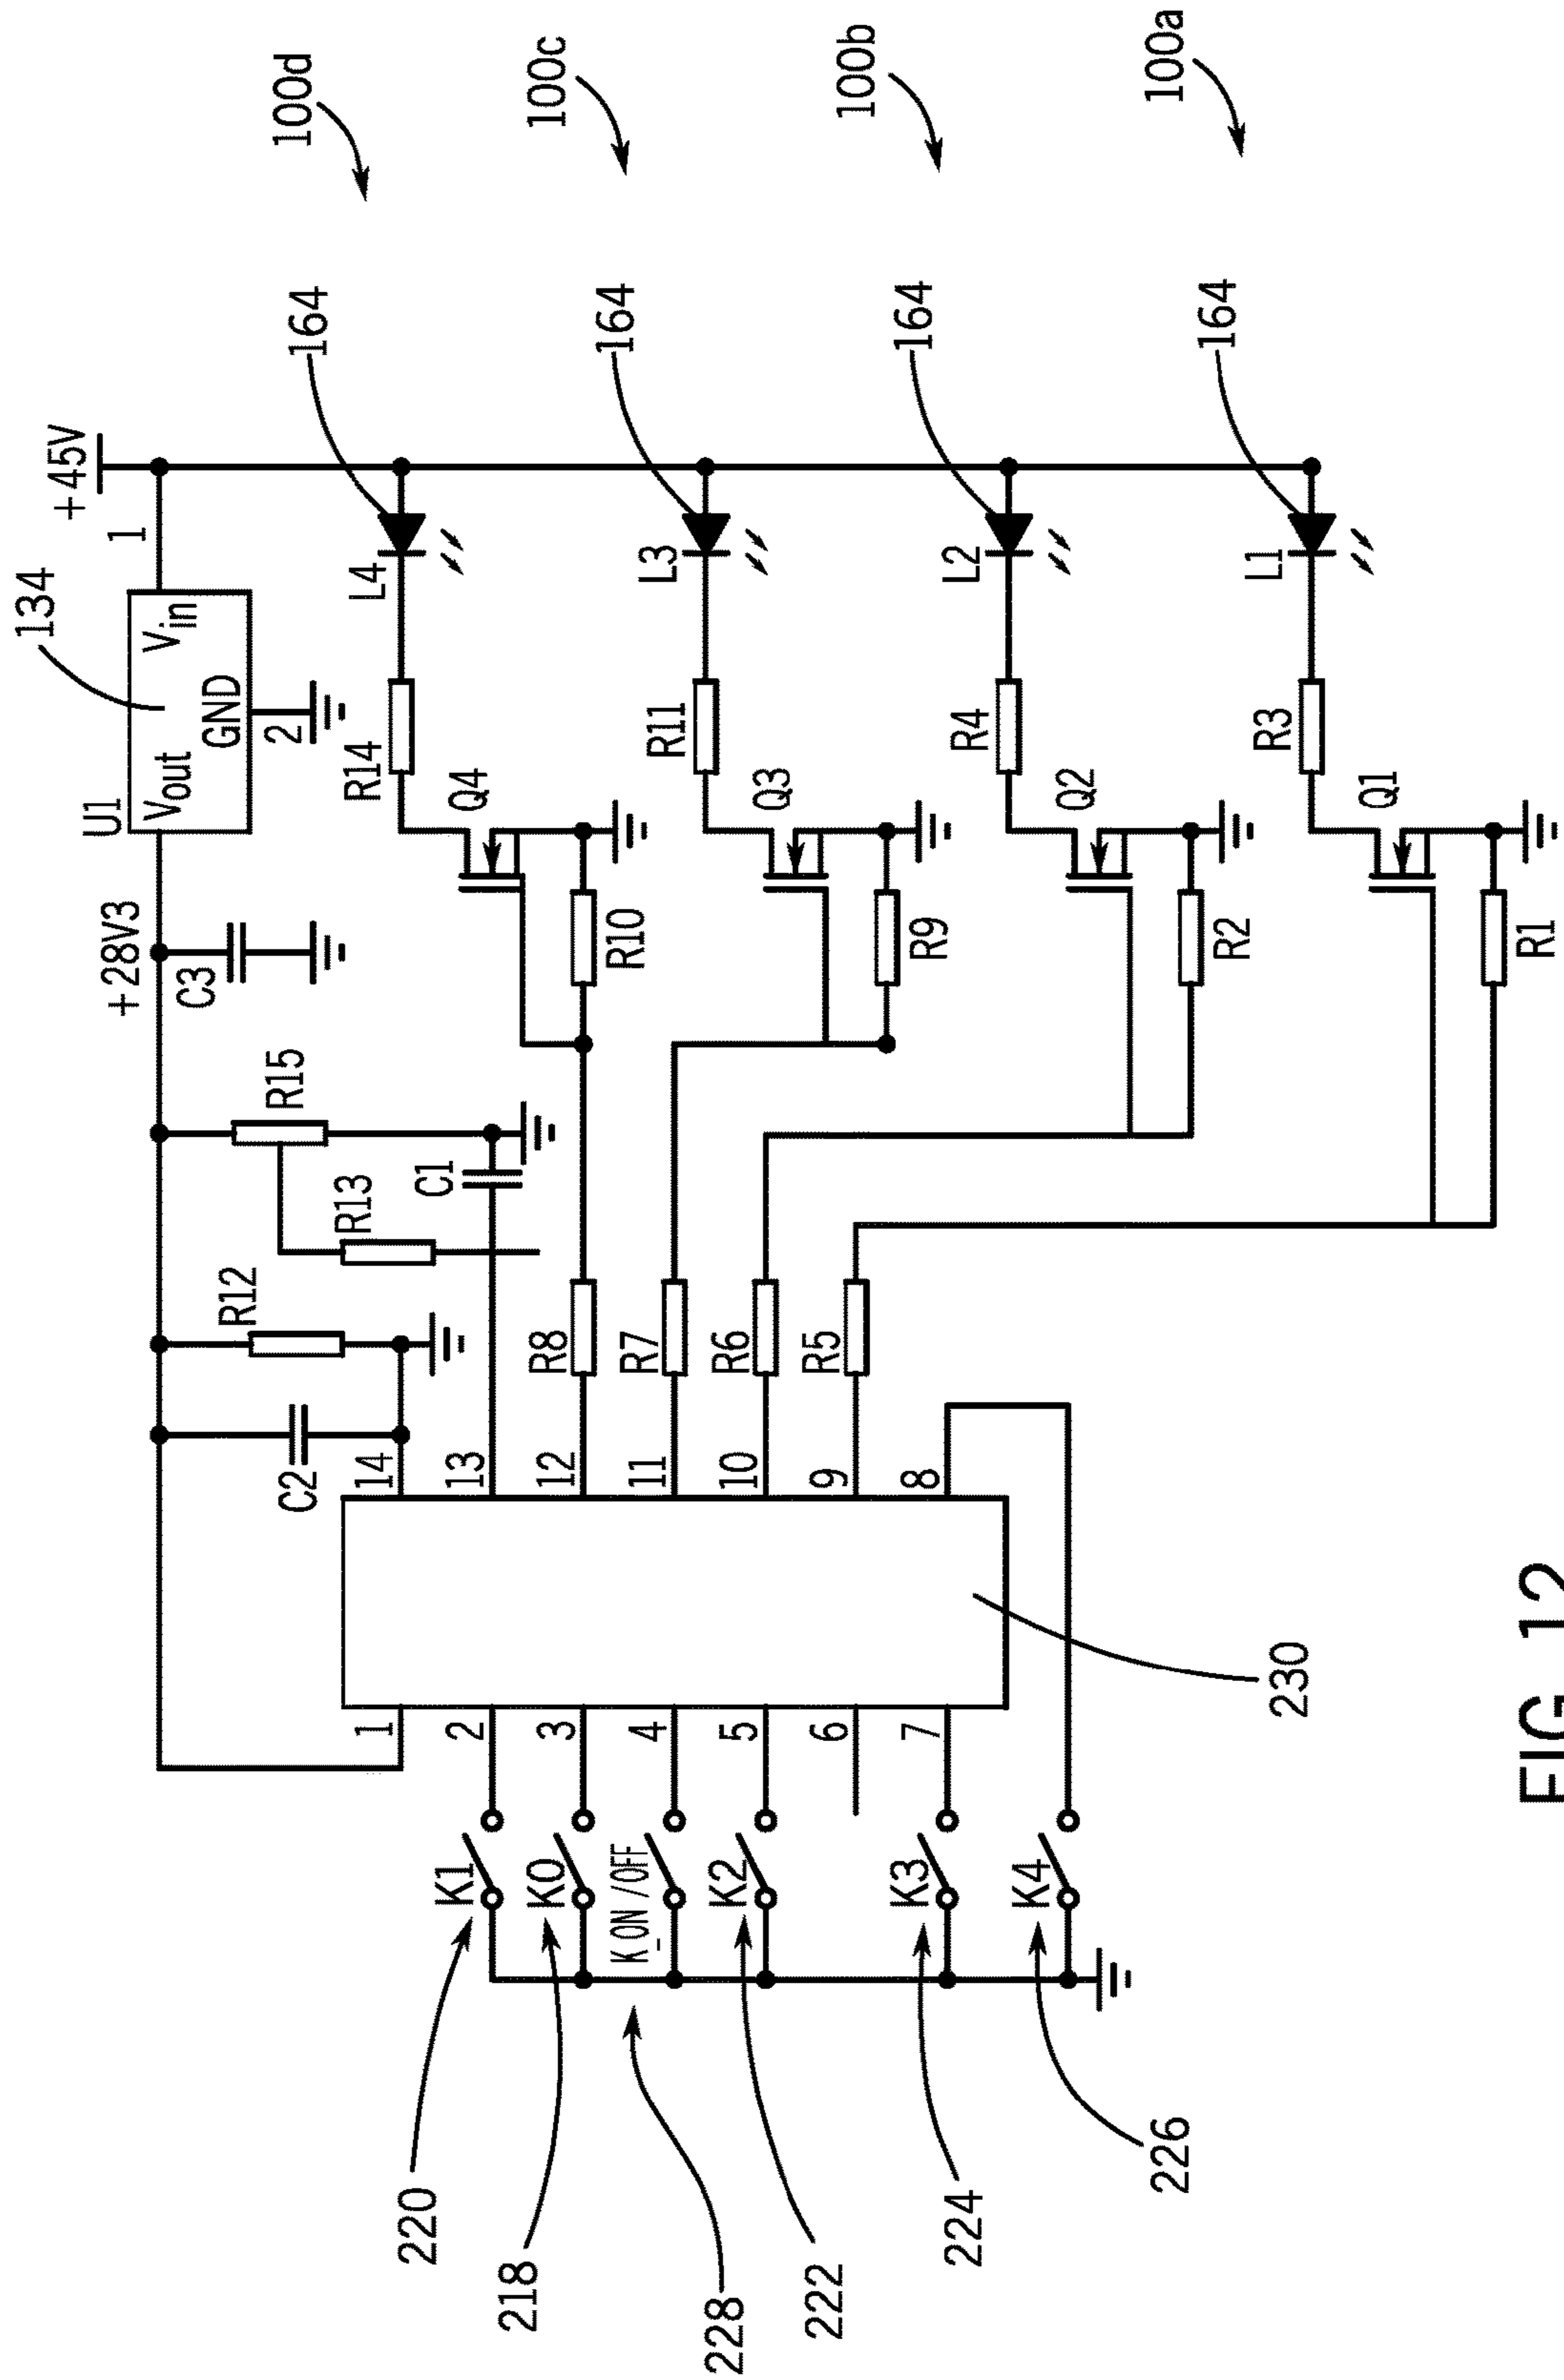 134
+45V
U1
+28V3
1
Vout Vin
C3
GND
R12
R15
2
C2
R13
100d
164
R14
L4
1
14
220
C1
K1
2
13
Q4
218
K0
3
12
R8
100c
K_ON/OFF
R10
4
11
R7
164
L3
R11
228
K2
5
10
R6
Q3
222
6
9
R5
100b
R9
K3
7
8
164
L2
R4
224
K4
Q2
226
100a
R2
164
L1
R3
230
Q1
R1
FIG 12